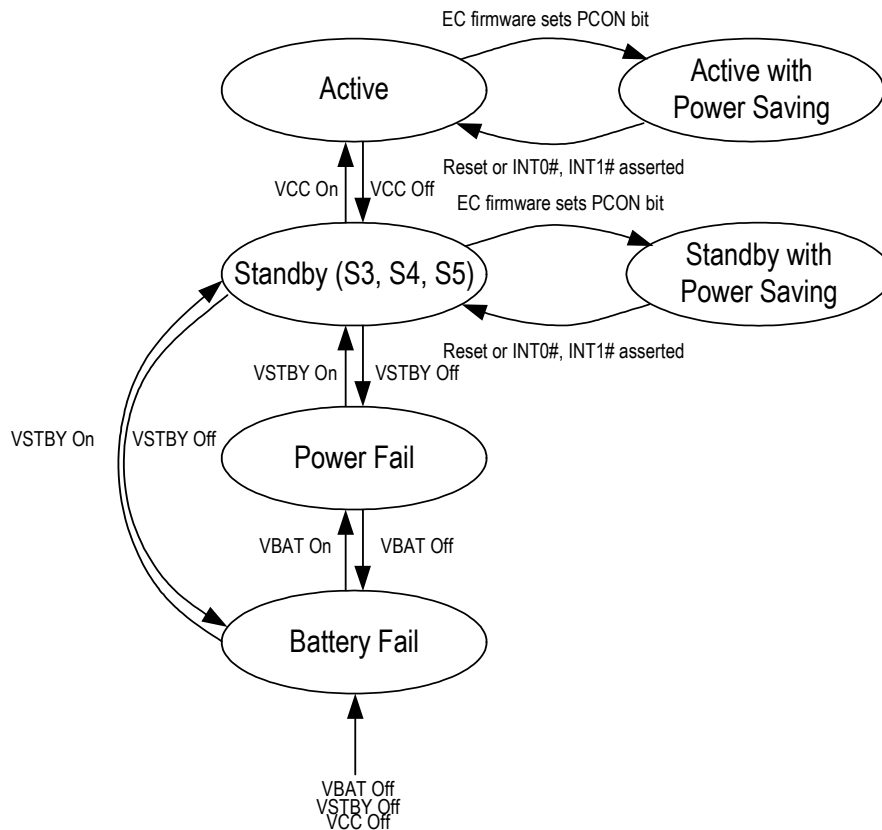 EC firmware sets PCON bit
Active
Active with
Power Saving
Reset or INT0#, INT1# asserted
VCC On
VCC Off
EC firmware sets PCON bit
Standby (S3, S4, S5)
Standby with
Power Saving
Reset or INT0#, INT1# asserted
VSTBY On
VSTBY Off
VSTBY On
VSTBY Off
Power Fail
VBAT On
VBAT Off
Battery Fail
VBAT Off
VSTBY Off
VCC Off